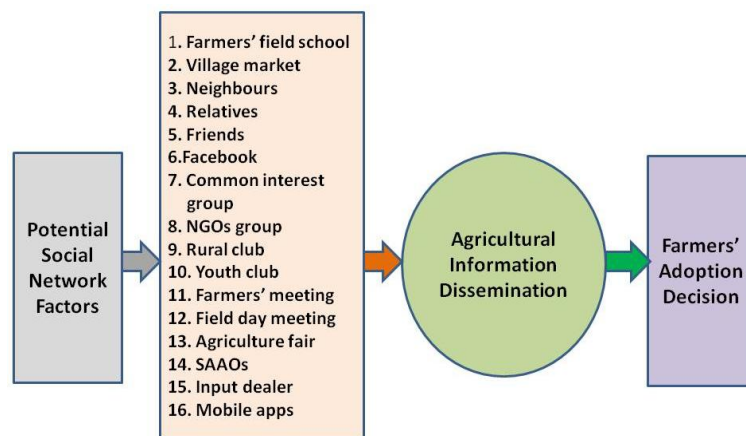 Potential
Social
Network
Factors
1. Farmers' field school
2. Village market
3. Neighbours
4. Relatives
5. Friends
6.Facebook
7. Common interest
group
8. NGOs group
9. Rural club
10. Youth club
11. Farmers' meeting
12. Field day meeting
13. Agriculture fair
14. SAAOs
15. Input dealer
16. Mobile apps
Agricultural
Information
Dissemination
Farmers'
Adoption
Decision